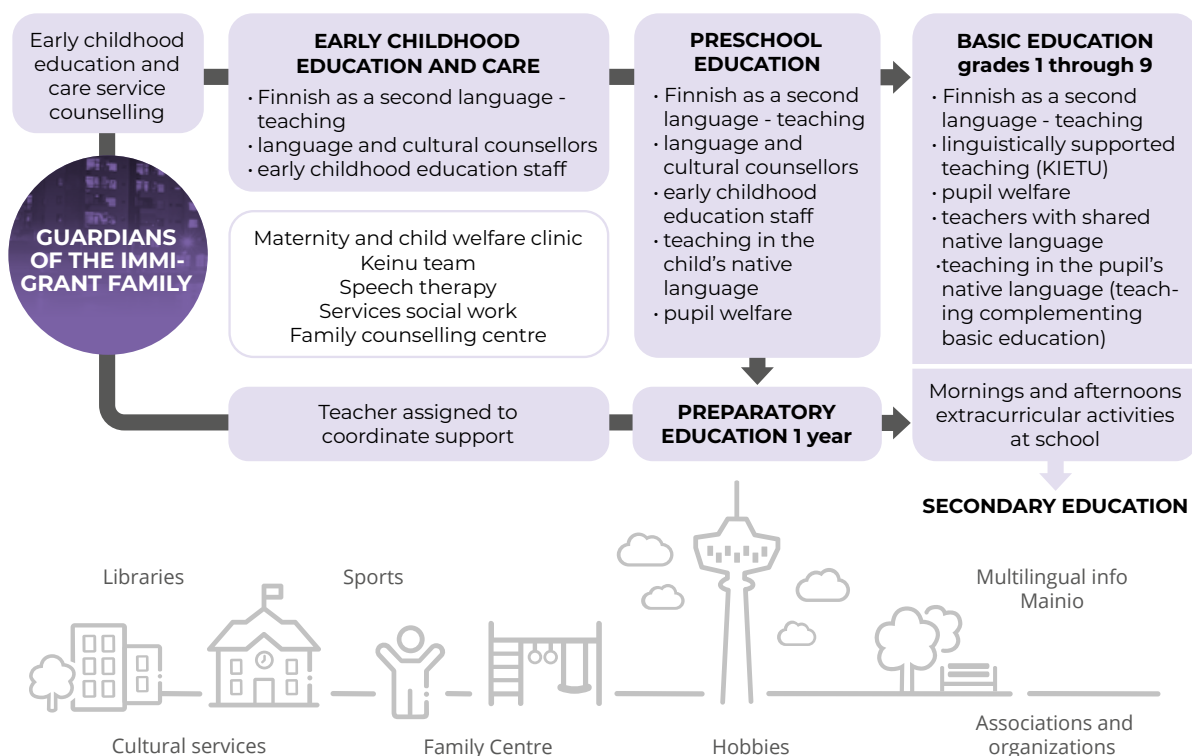 Early childhood
education and
care service
counselling
GUARDIANS
OF THE IMMI-
GRANT FAMILY
EARLY CHILDHOOD
EDUCATION AND CARE
· Finnish as a second language -
teaching
· language and cultural counsellors
· early childhood education staff
Maternity and child welfare clinic
Keinu team
Speech therapy
Services social work
Family counselling centre
Teacher assigned to
coordinate support
PRESCHOOL
EDUCATION
· Finnish as a second
language - teaching
· language and
cultural counsellors
· early childhood
education staff
· teaching in the
child’s native
language
· pupil welfare
PREPARATORY
EDUCATION 1 year
BASIC EDUCATION
grades 1 through 9
· Finnish as a second
language - teaching
· linguistically supported
teaching (KIETU)
· pupil welfare
· teachers with shared
native language
·teaching in the pupil’s
native language (teach-
ing complementing
basic education)
Mornings and afternoons
extracurricular activities
at school
SECONDARY EDUCATION
Libraries
Sports
Multilingual info
Mainio
Cultural services
Family Centre
Hobbies
Associations and
organizations